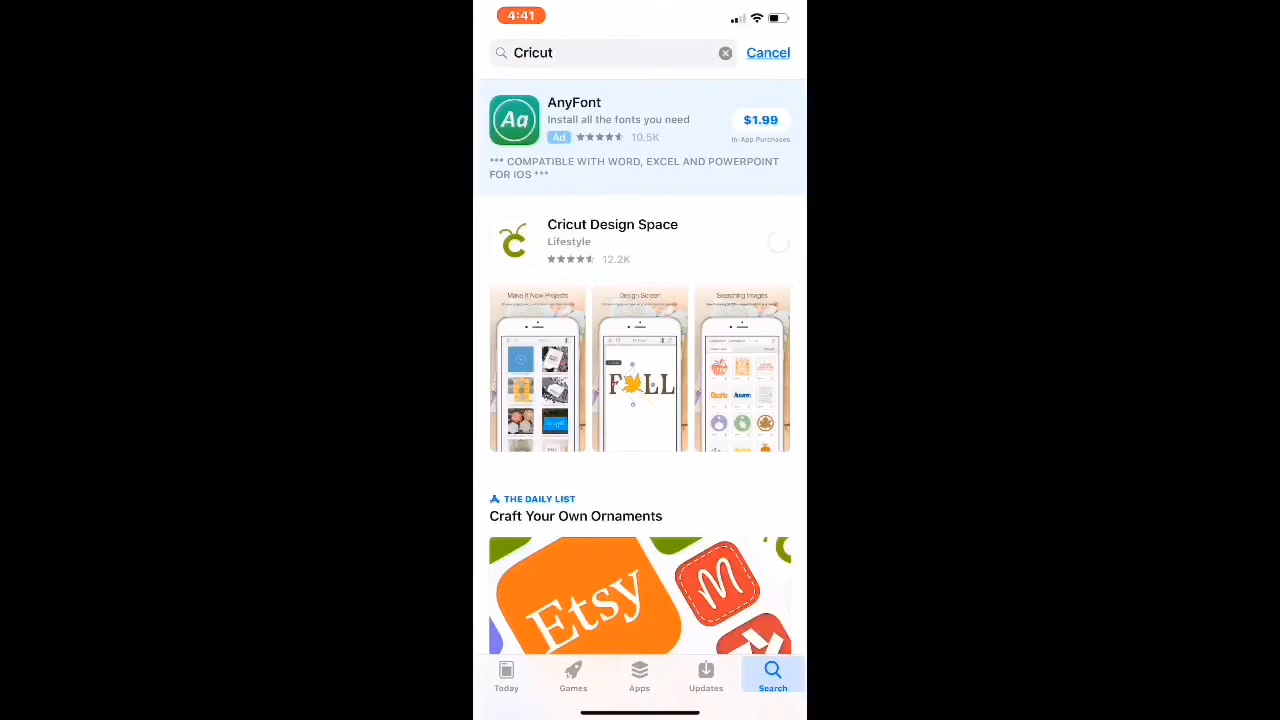 4:41
Cricut
Cancel
AnyFont
Install all the fonts you need
Ad
10.5K
$1.99
In-App Purchases
*** COMPATIBLE WITH WORD, EXCEL AND POWERPOINT
FOR IOS ***
Cricut Design Space
Lifestyle
12.2K
Make It Now Projects
Design Screen
Searching Images
F LL
THE DAILY LIST
Craft Your Own Ornaments
Etsy
Today
Games
Apps
Updates
Search